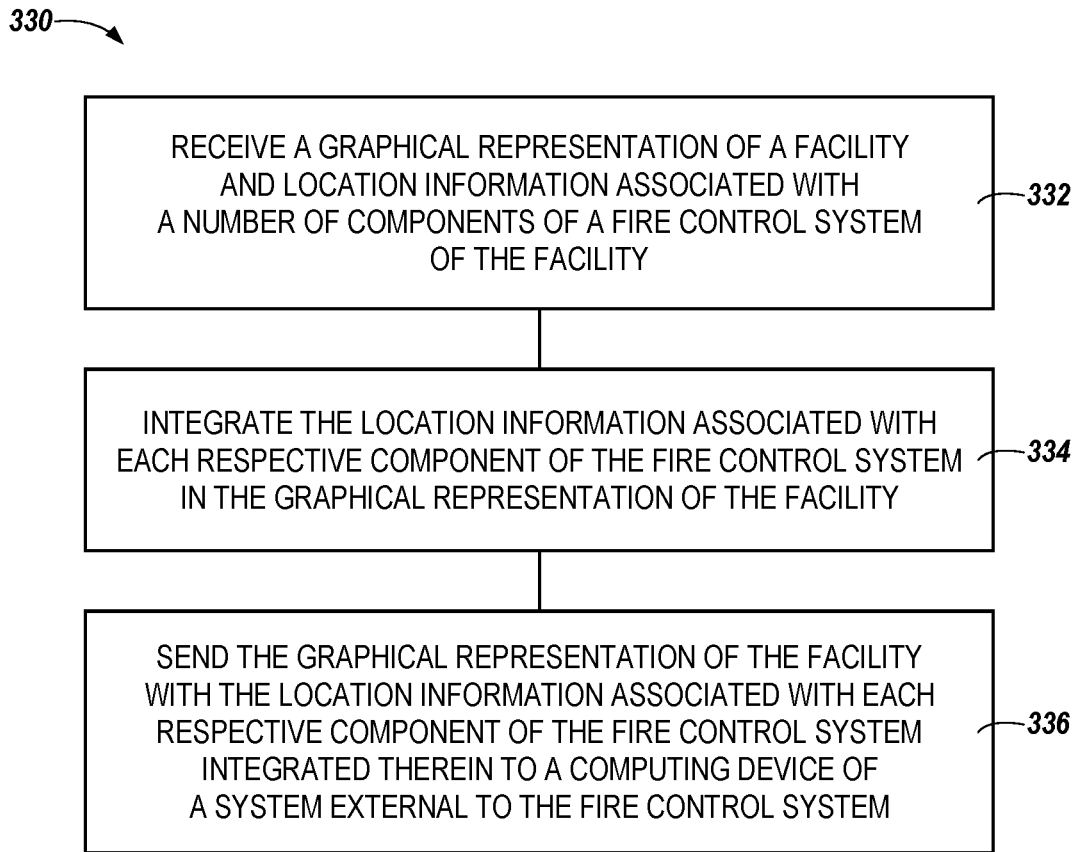 330
RECEIVE A GRAPHICAL REPRESENTATION OF A FACILITY
AND LOCATION INFORMATION ASSOCIATED WITH
A NUMBER OF COMPONENTS OF A FIRE CONTROL SYSTEM
OF THE FACILITY
332
INTEGRATE THE LOCATION INFORMATION ASSOCIATED WITH
EACH RESPECTIVE COMPONENT OF THE FIRE CONTROL SYSTEM
IN THE GRAPHICAL REPRESENTATION OF THE FACILITY
334
SEND THE GRAPHICAL REPRESENTATION OF THE FACILITY
WITH THE LOCATION INFORMATION ASSOCIATED WITH EACH
RESPECTIVE COMPONENT OF THE FIRE CONTROL SYSTEM
INTEGRATED THEREIN TO A COMPUTING DEVICE OF
A SYSTEM EXTERNAL TO THE FIRE CONTROL SYSTEM
336